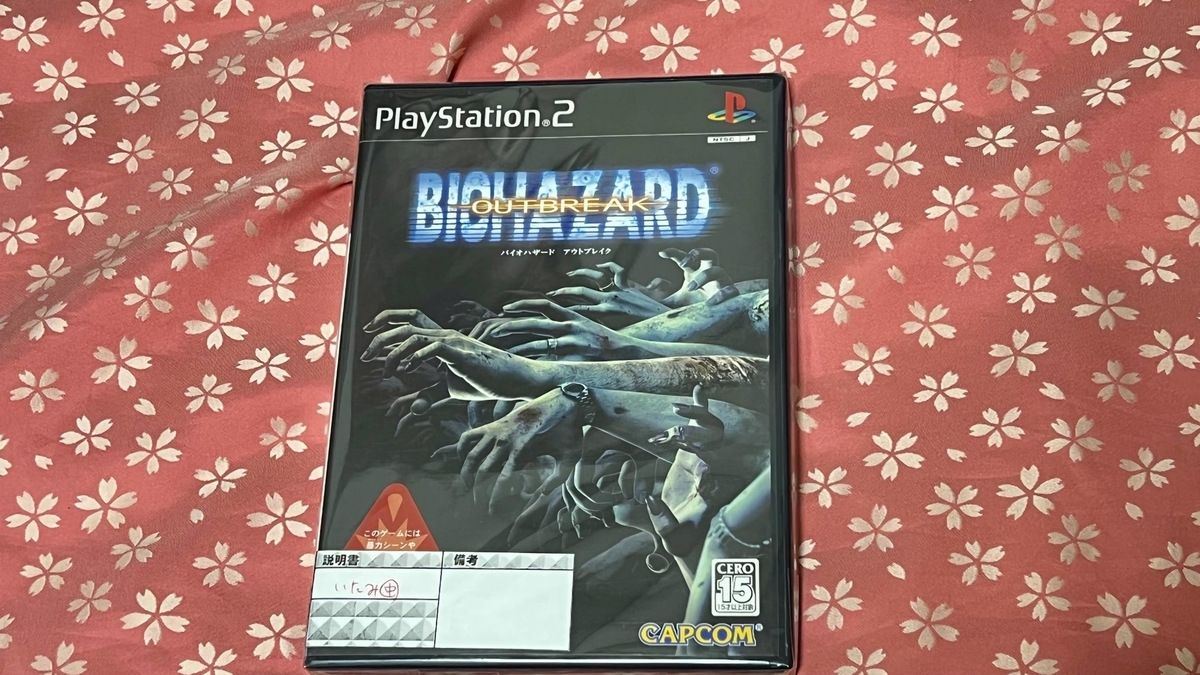 PlayStation®2
NTSC J
BIOHAZARD®
OUTBREAK
バイオハザード アウトブレイク
このゲームには
暴力シーンや
説明書
備考
いたみ㊥
CERO
15
15才以上対象
CAPCOM®